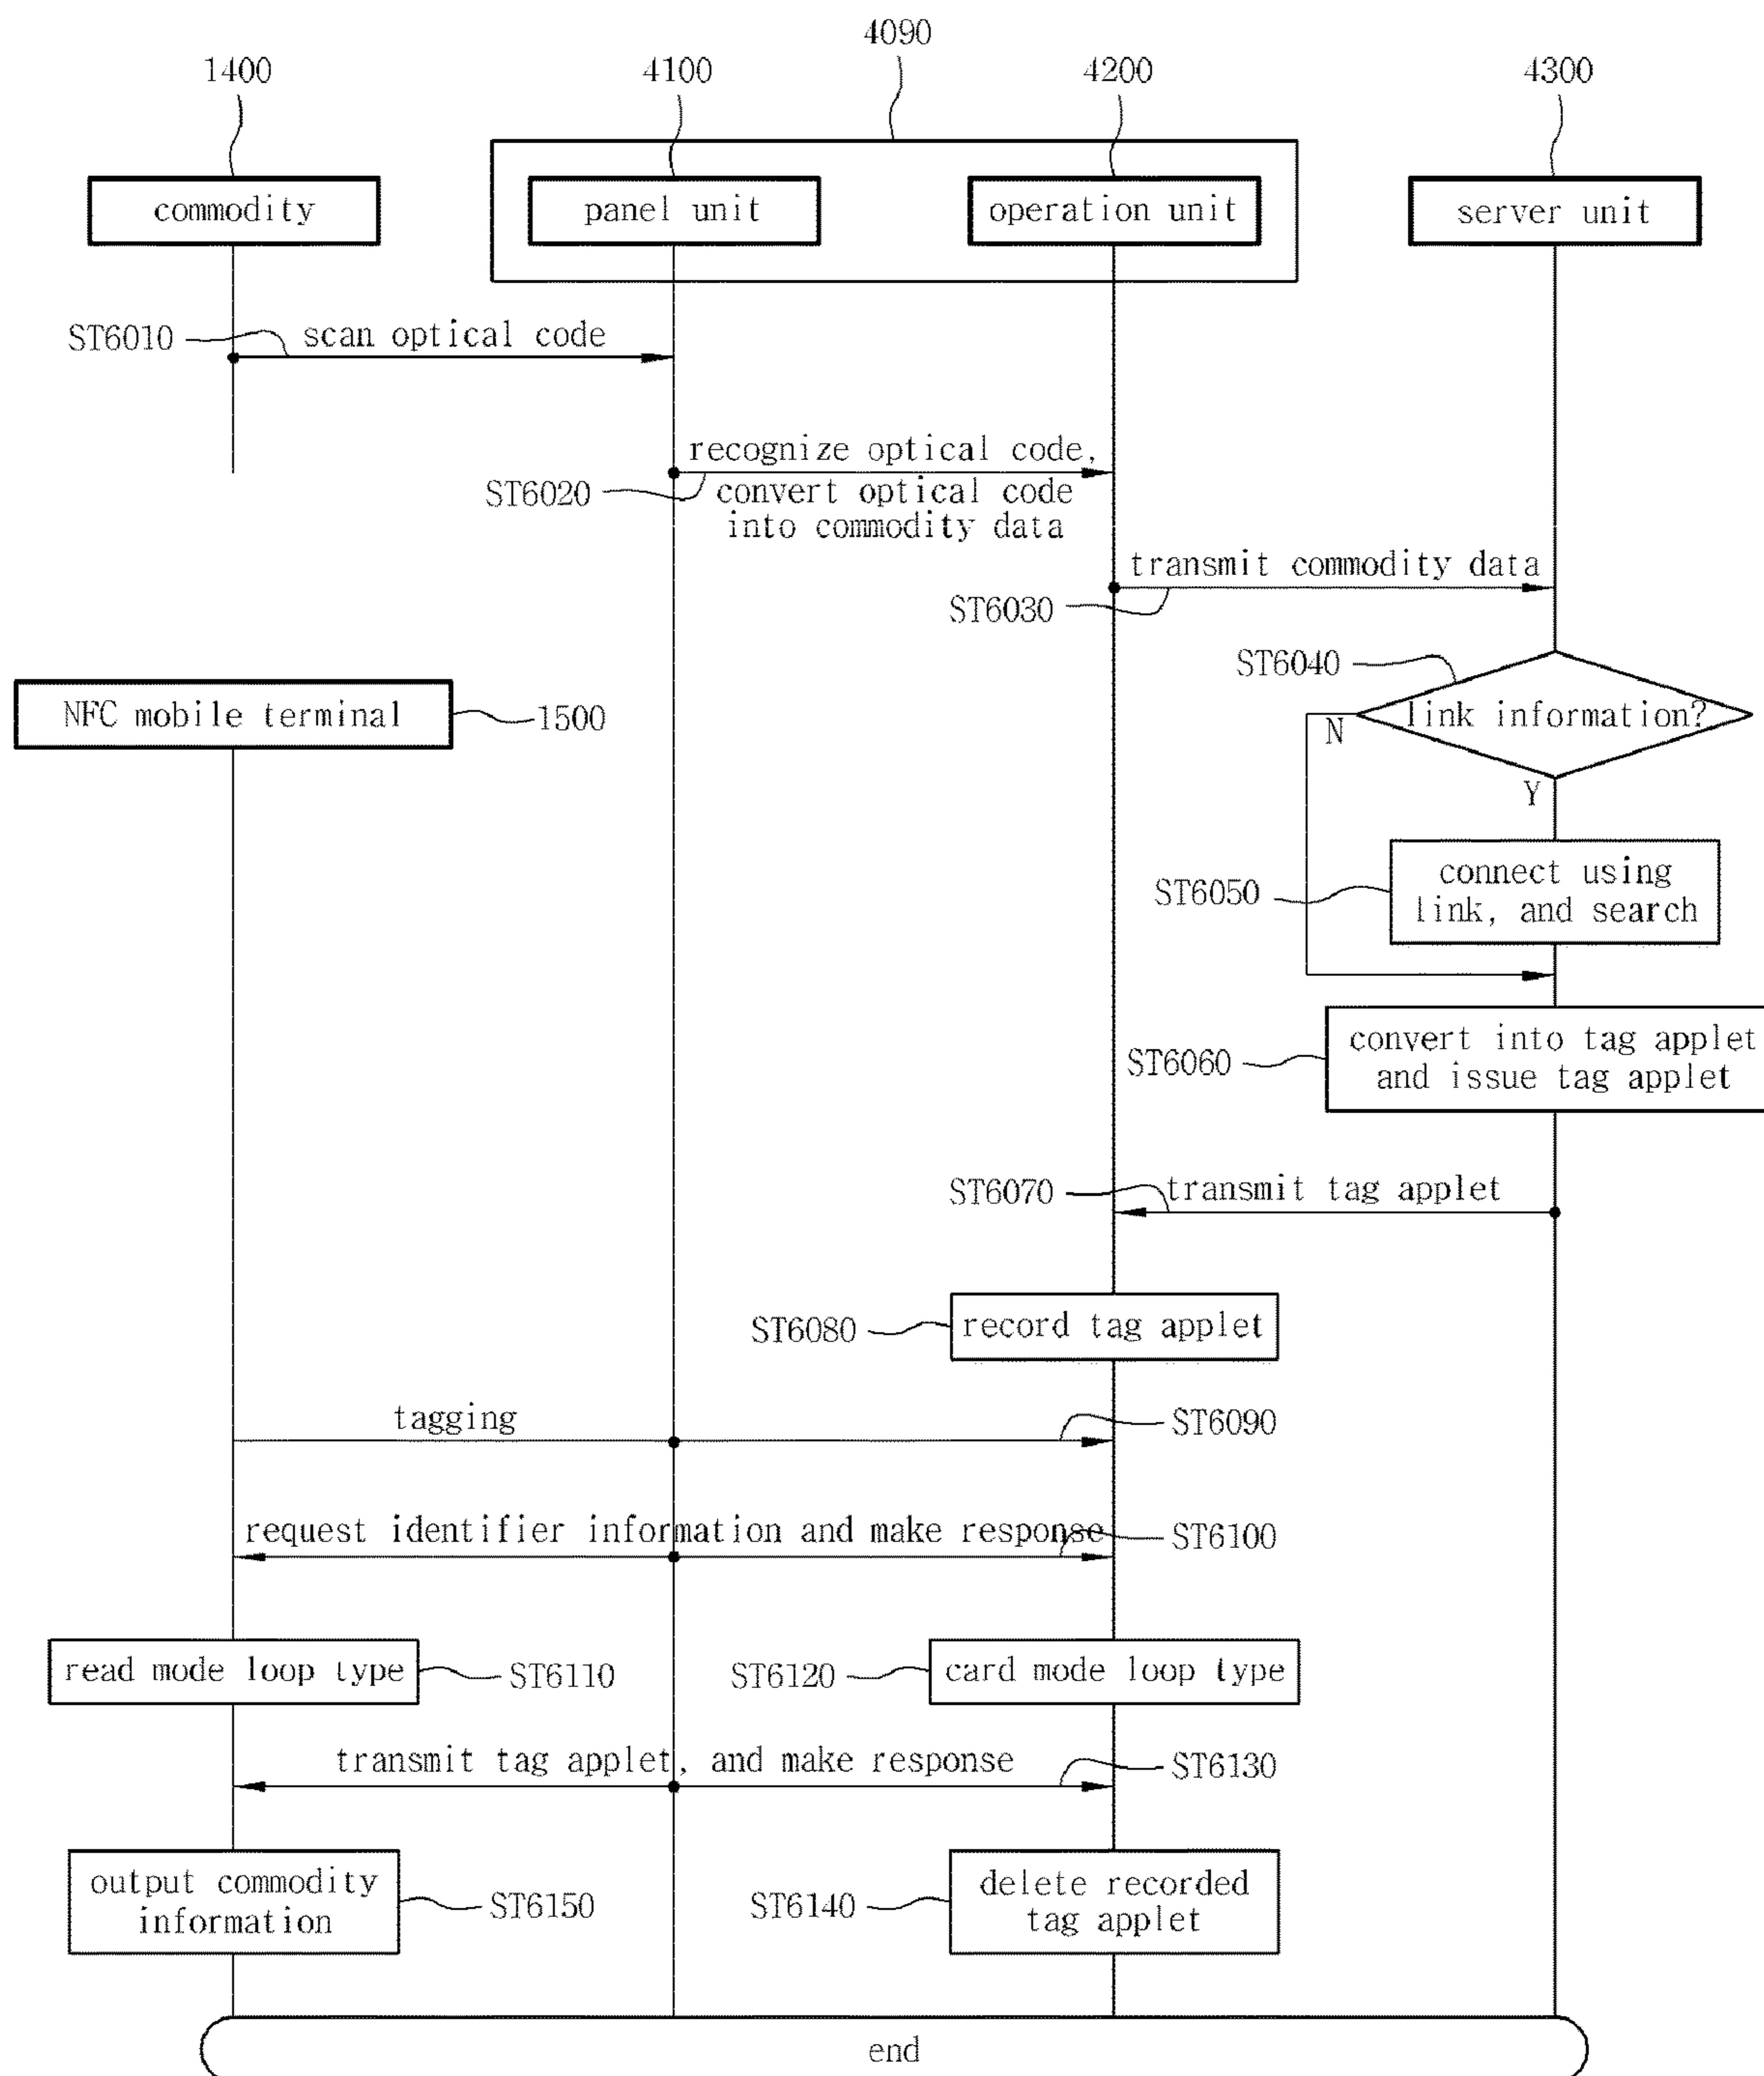 4090
1400
4100
4200
4300
commodity
panel unit
operation unit
server unit
ST6010
scan optical code
recognize optical code,
ST6020
convert optical code
into commodity data
transmit commodity data
ST6030
ST6040
NFC mobile terminal
1500
link information?
N
Y
ST6050
connect using
link, and search
ST6060
convert into tag applet
and issue tag applet
ST6070
transmit tag applet
ST6080
record tag applet
tagging
ST6090
request identifier information and make response
ST6100
read mode loop type
ST6110
ST6120
card mode loop type
transmit tag applet, and make response
ST6130
output commodity
information
ST6150
ST6140
delete recorded
tag applet
end